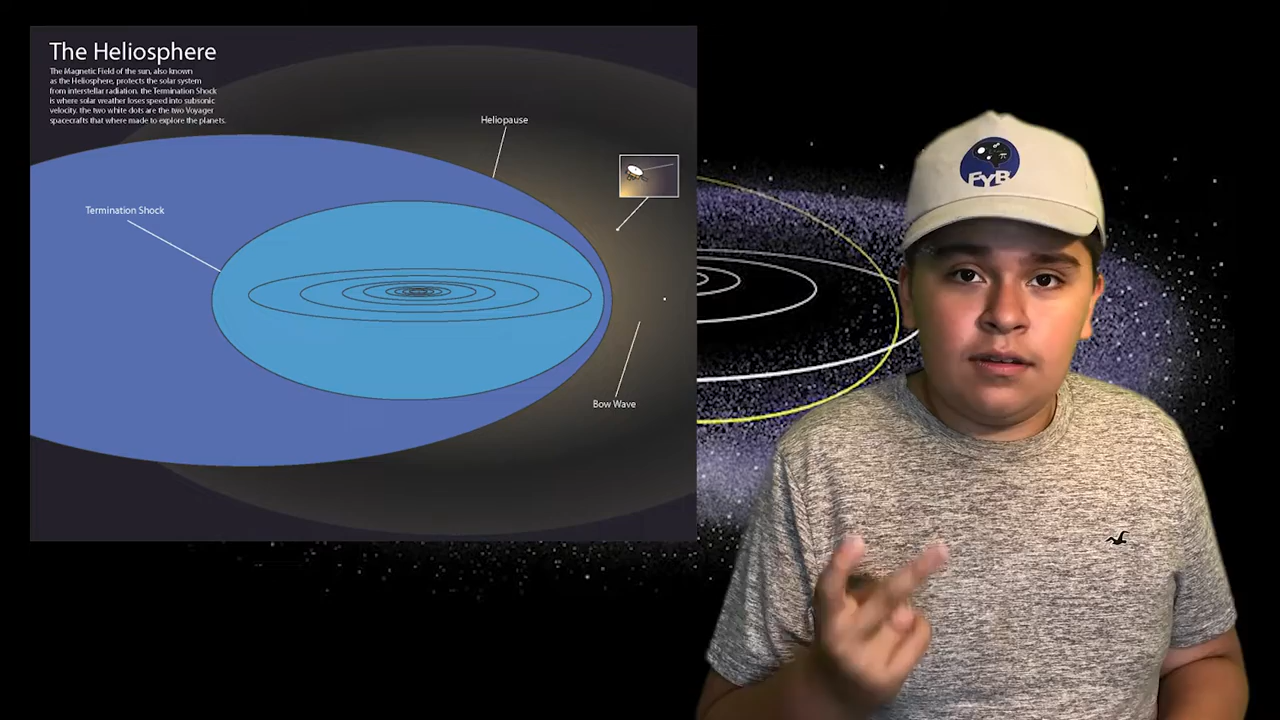 The Heliosphere
The Magnetic Field of the sun, also known
as the Heliosphere, protects the solar system
from interstellar radiation. the Termination Shock
is where solar weather loses speed into subsonic
velocity. the two white dots are the two Voyager
spacecrafts that where made to explore the planets.
Heliopause
Termination Shock
Bow Wave
FYB